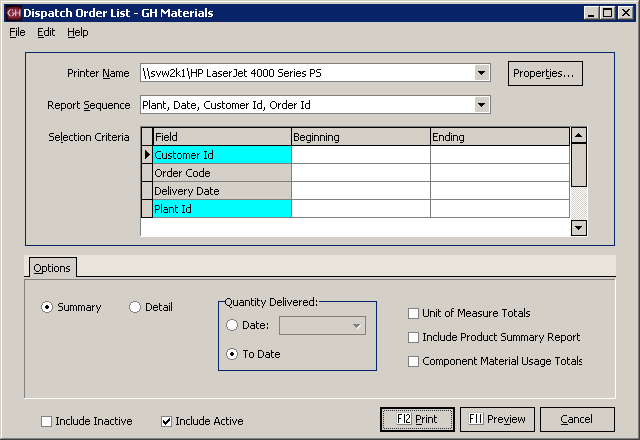 GH Dispatch Order List - GH Materials
File Edit Help
Printer Name \\svw2k1\HP LaserJet 4000 Series PS Properties...
Report Sequence Plant, Date, Customer Id, Order Id
Selection Criteria Field Beginning Ending
Customer Id
Order Code
Delivery Date
Plant Id
Options
Summary Detail
Quantity Delivered:
Date:
To Date
Unit of Measure Totals
Include Product Summary Report
Component Material Usage Totals
Include Inactive Include Active F12 Print F11 Preview Cancel